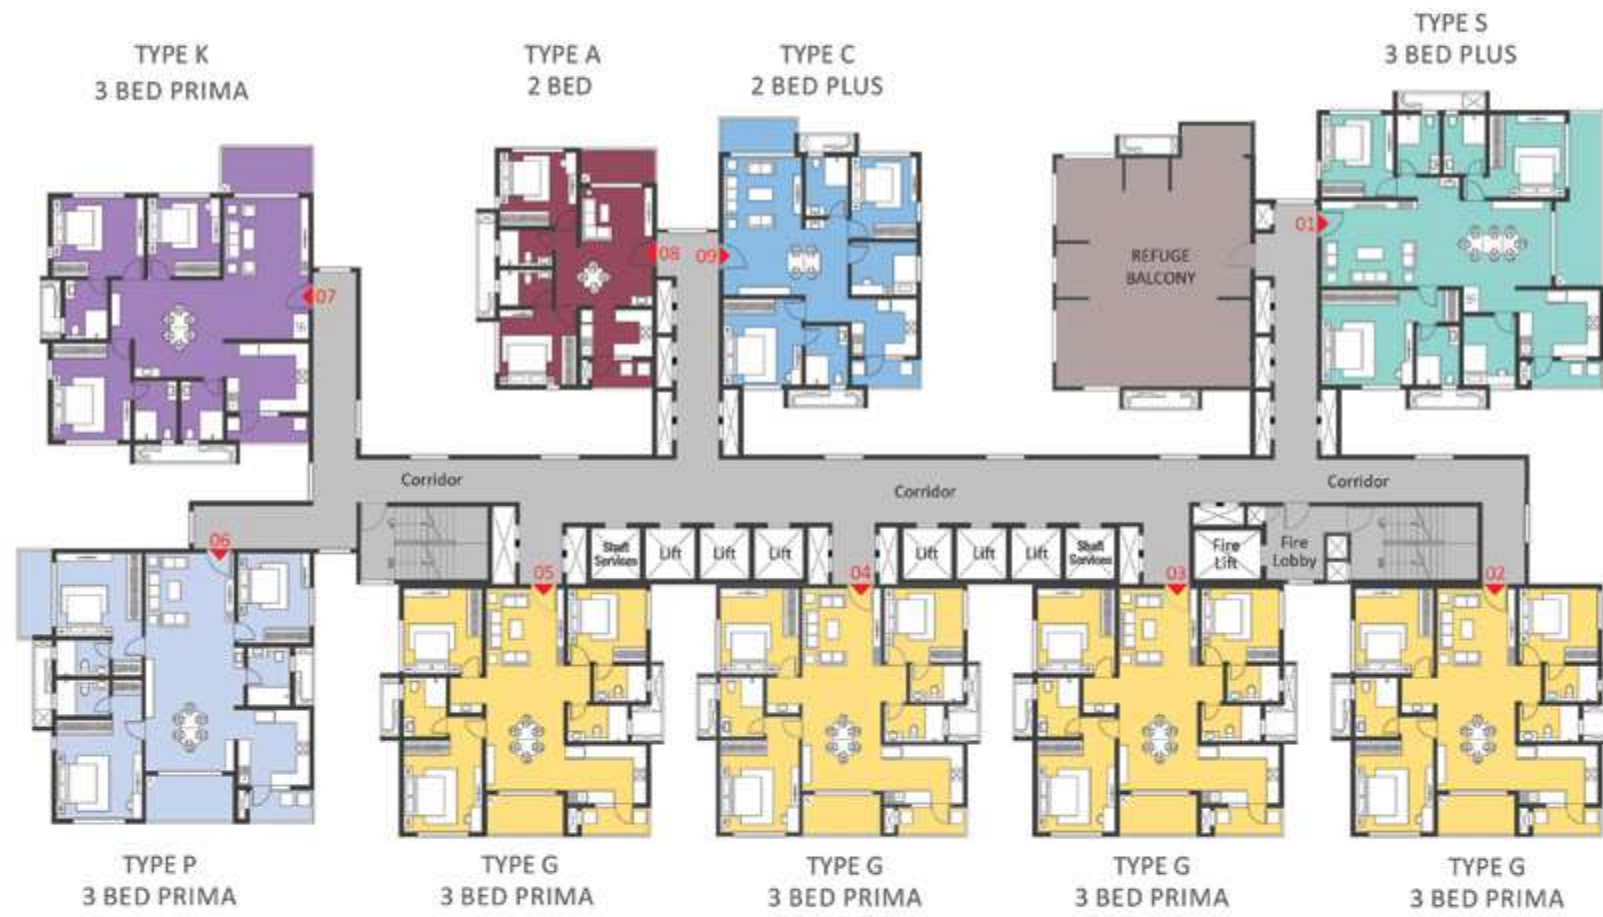 TYPE K
3 BED PRIMA
TYPE A
2 BED
TYPE C
2 BED PLUS
TYPE S
3 BED PLUS
07
08
09
REFUGE
BALCONY
01
Corridor
Corridor
Corridor
06
05
Shaft
Services
Lift
Lift
Lift
04
Lift
Lift
Lift
Shaft
Services
03
Fire
Lift
Fire
Lobby
02
TYPE P
3 BED PRIMA
TYPE G
3 BED PRIMA
TYPE G
3 BED PRIMA
TYPE G
3 BED PRIMA
TYPE G
3 BED PRIMA